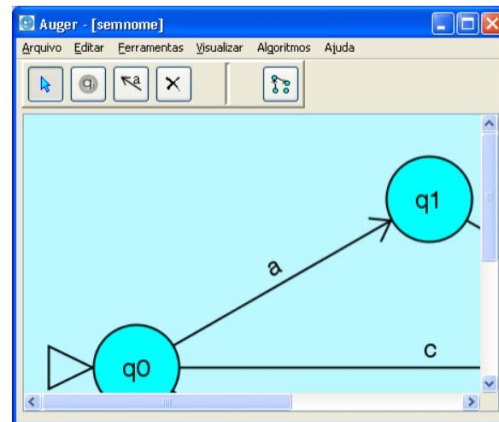 Auger - [semnome]
Arquivo Editar Ferramentas Visualizar Algoritmos Ajuda
q a
q1
a
c
q0